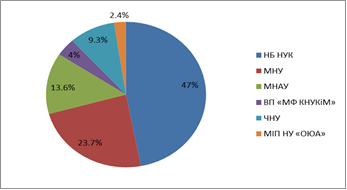 2.4%
9.3%
4%
13.6%
23.7%
47%
НБ НУК
МНУ
МНАУ
ВП «МФ КНУКіМ»
ЧНУ
МІП НУ «ОЮА»